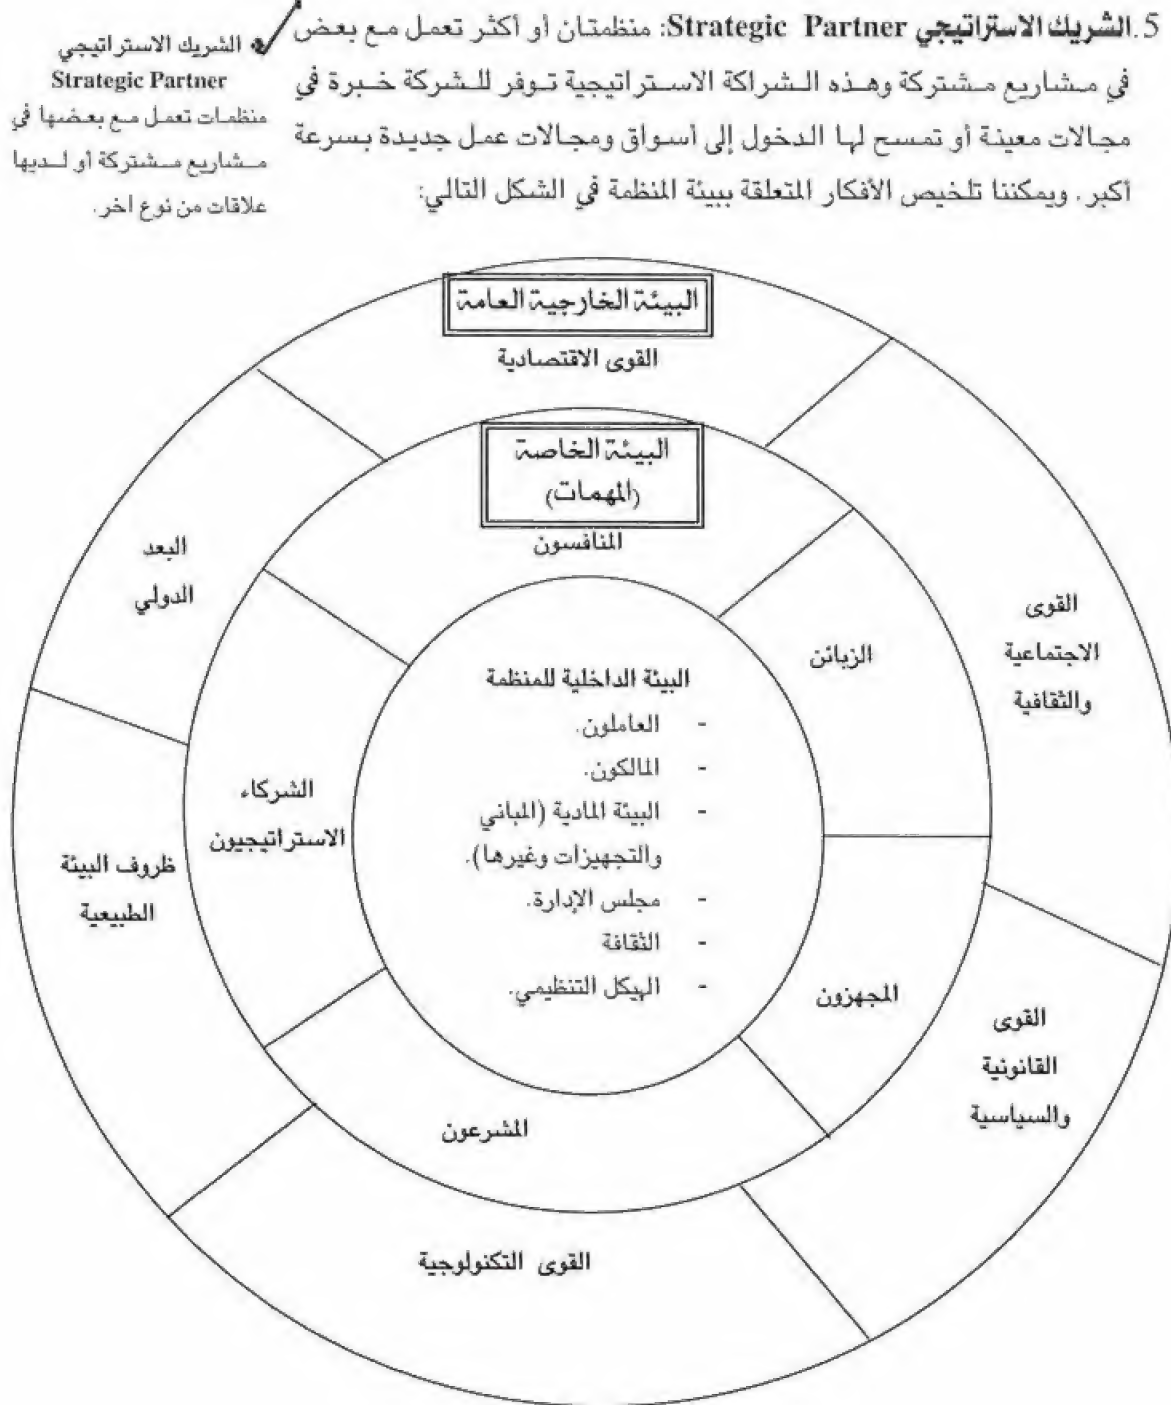 5. الشريك الاستراتيجي Strategic Partner: منظمتان أو أكثر تعمل مع بعض
في مشاريع مشتركة وهذه الشراكة الاستراتيجية توفر للشركة خبرة في
مجالات معينة أو تمسح لها الدخول إلى أسواق ومجالات عمل جديدة بسرعة
أكبر. ويمكننا تلخيص الأفكار المتعلقة ببيئة المنظمة في الشكل التالي:
الشريك الاستراتيجي
Strategic Partner
منظمات تعمل مع بعضها في
مشاريع مشتركة أو لديها
علاقات من نوع اخر.
البيئة الخارجية العامة
القوى الاقتصادية
البيئة الخاصة
(المهمات)
المنافسون
البعد
الدولي
القوى
الاجتماعية
والثقافية
الزبائن
البيئة الداخلية للمنظمة
- العاملون.
- المالكون.
- البيئة المادية (المباني
والتجهيزات وغيرها).
- مجلس الإدارة.
- الثقافة
- الهيكل التنظيمي.
الشركاء
الاستراتيجيون
ظروف البيئة
الطبيعية
المجهزون
القوى
القانونية
والسياسية
المشرعون
القوى التكنولوجية